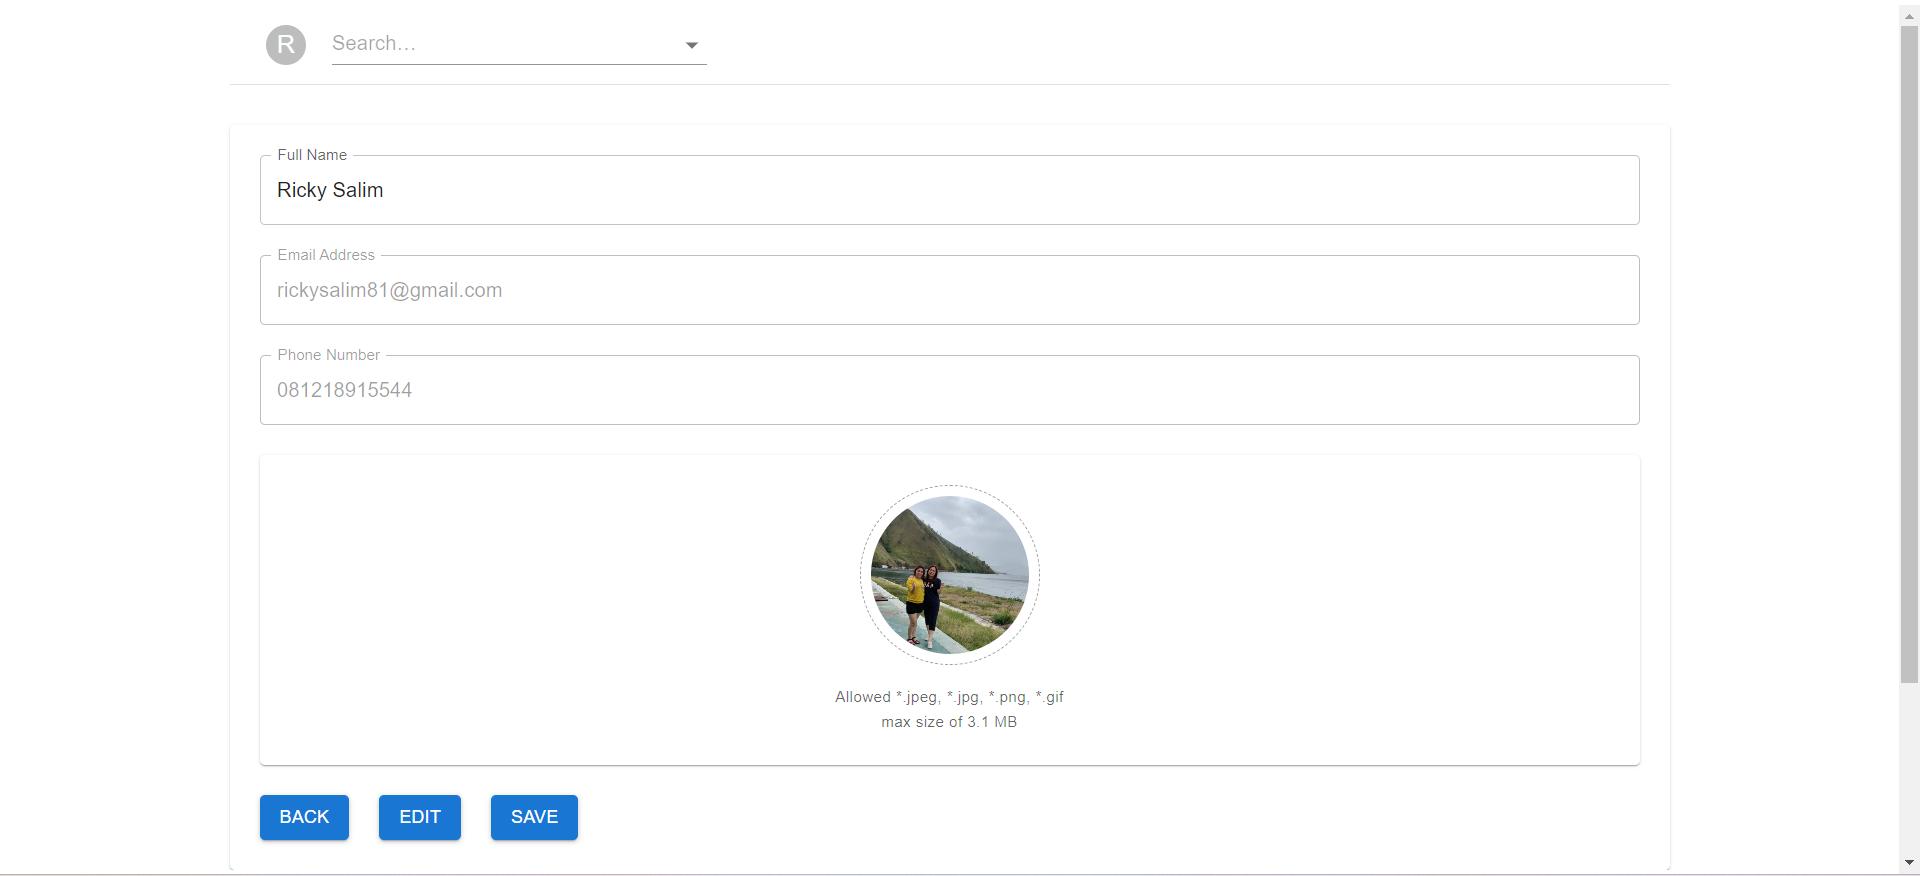 R
Search...
Full Name
Ricky Salim
Email Address
rickysalim81@gmail.com
Phone Number
081218915544
Allowed *.jpeg, *.jpg, *.png, *.gif
max size of 3.1 MB
BACK EDIT SAVE